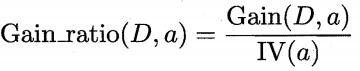 Gain_ratio(D, a) = Gain(D, a) / IV(a)